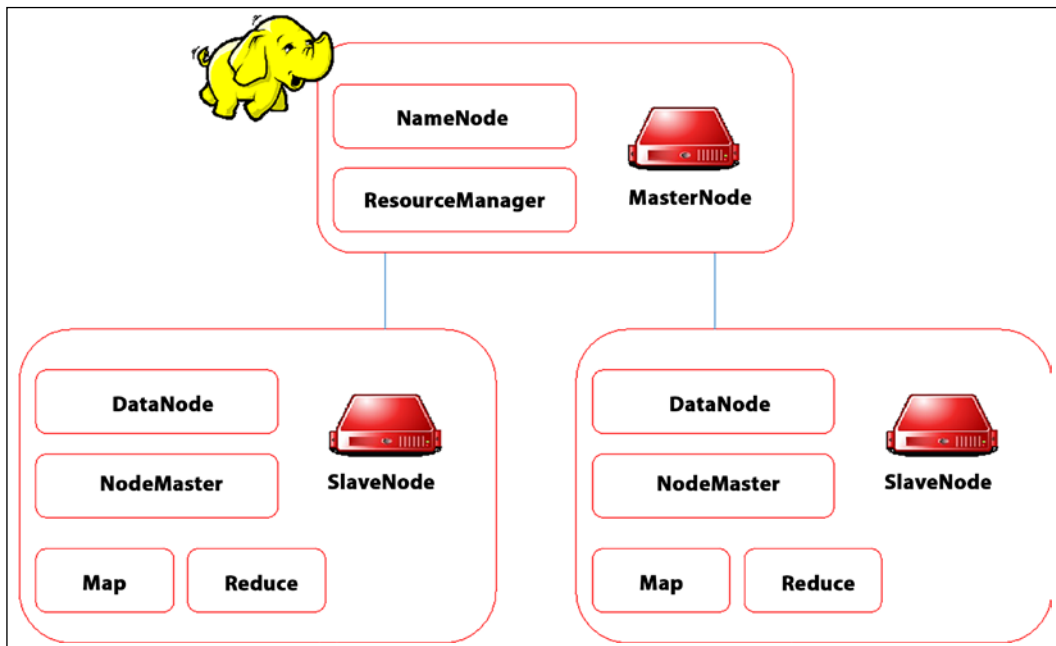 NameNode
ResourceManager
MasterNode
DataNode
NodeMaster
SlaveNode
Map
Reduce
DataNode
NodeMaster
SlaveNode
Map
Reduce